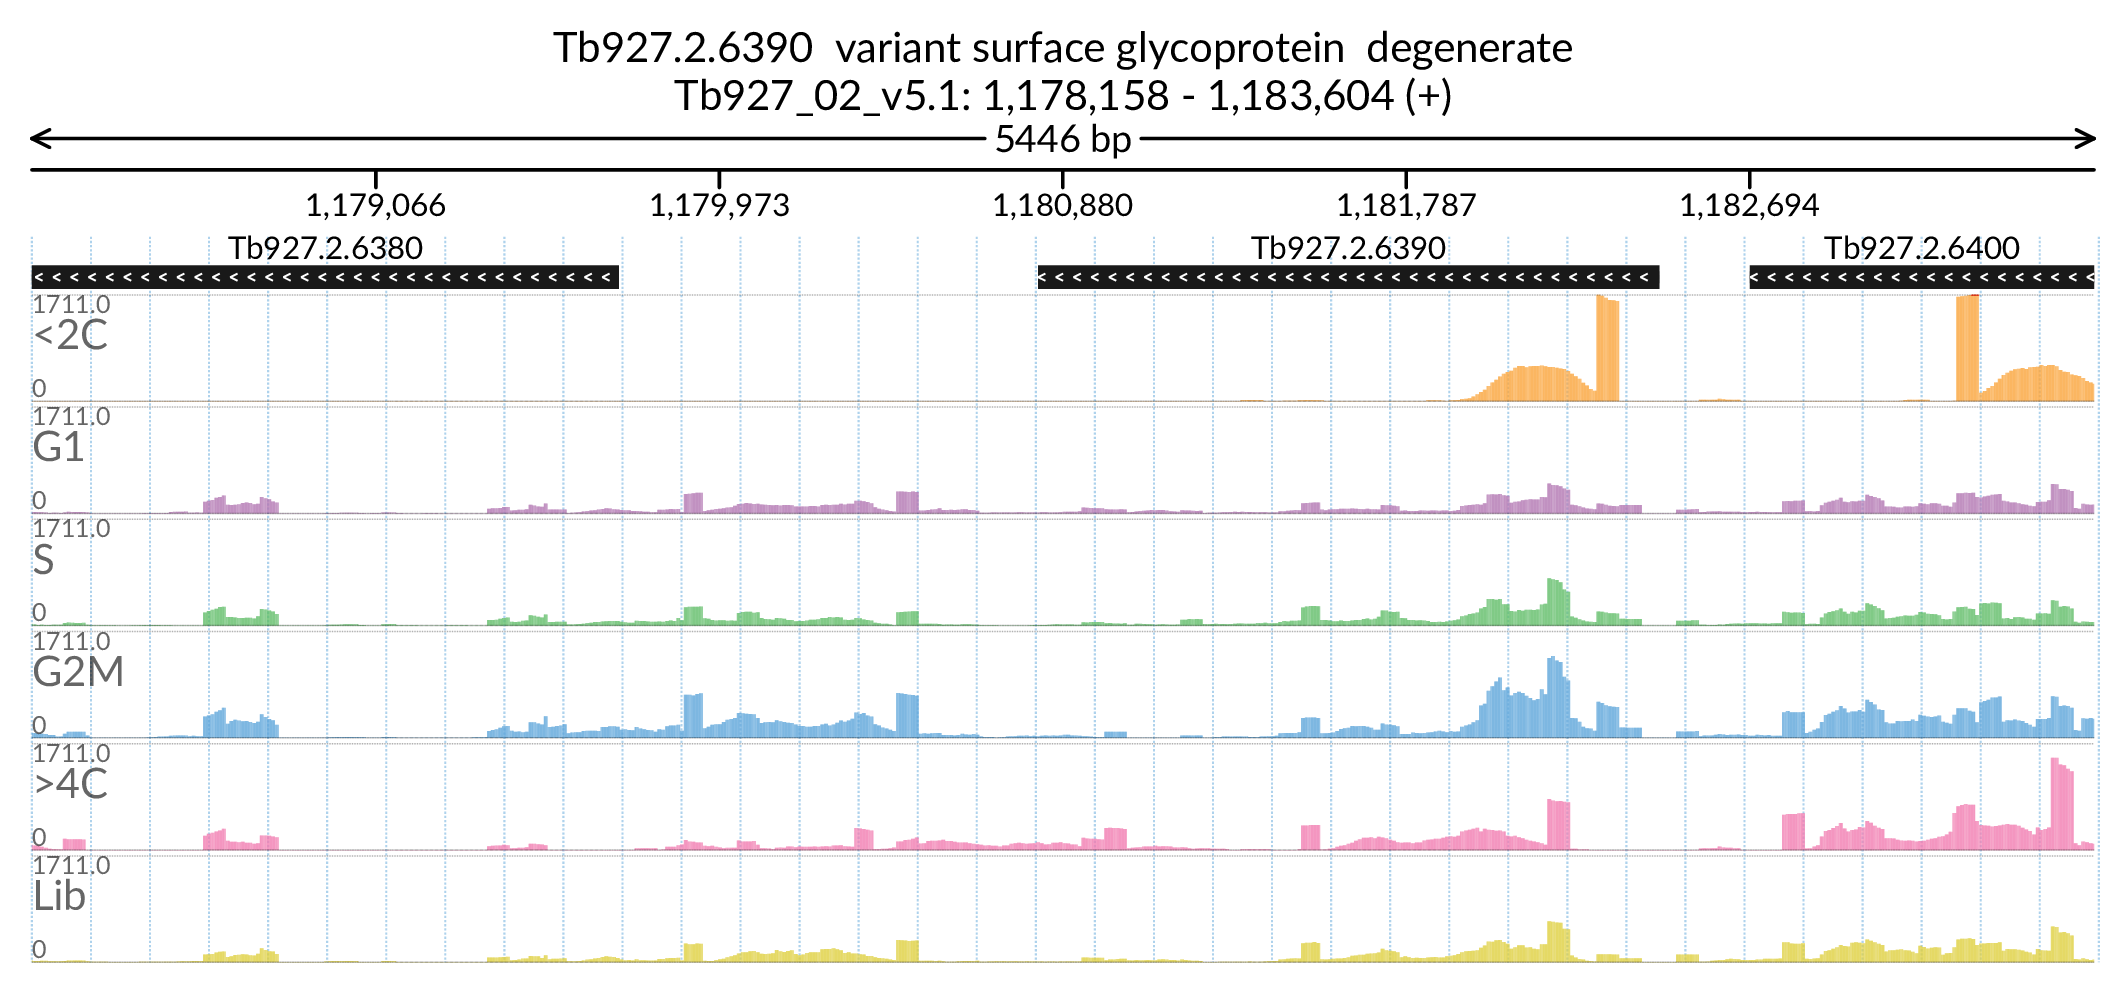 Tb927.2.6390 variant surface glycoprotein degenerate
Tb927_02_v5.1: 1,178,158 - 1,183,604 (+)
5446 bp
1,179,066 1,179,973 1,180,880 1,181,787 1,182,694
Tb927.2.6380 Tb927.2.6390 Tb927.2.6400
1711.0
<2C
0
1711.0
G1
0
1711.0
S
0
1711.0
G2M
0
1711.0
>4C
0
1711.0
Lib
0